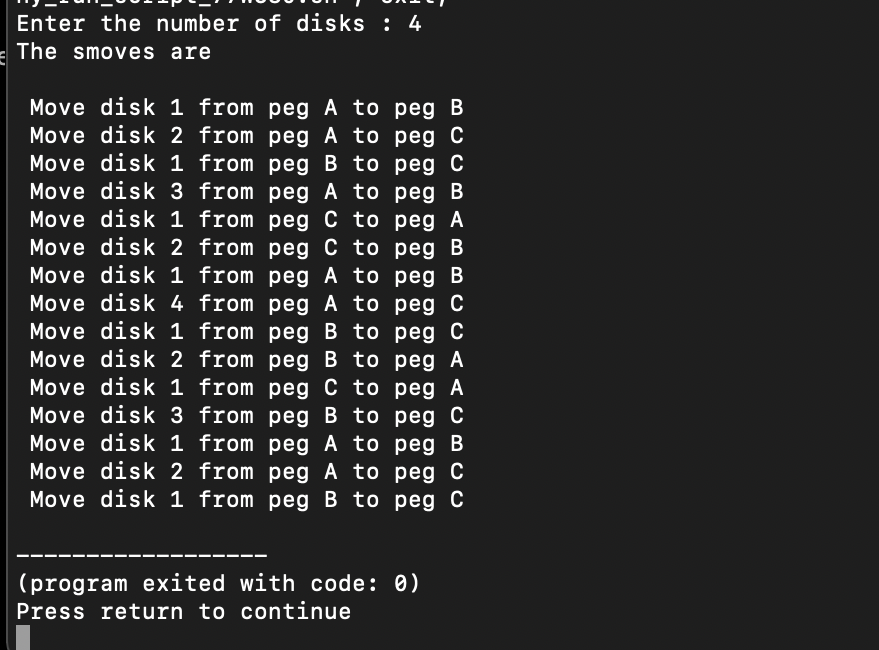 Enter the number of disks : 4
The smoves are
Move disk 1 from peg A to peg B
Move disk 2 from peg A to peg C
Move disk 1 from peg B to peg C
Move disk 3 from peg A to peg B
Move disk 1 from peg C to peg A
Move disk 2 from peg C to peg B
Move disk 1 from peg A to peg B
Move disk 4 from peg A to peg C
Move disk 1 from peg B to peg C
Move disk 2 from peg B to peg A
Move disk 1 from peg C to peg A
Move disk 3 from peg B to peg C
Move disk 1 from peg A to peg B
Move disk 2 from peg A to peg C
Move disk 1 from peg B to peg C
------------------
(program exited with code: 0)
Press return to continue